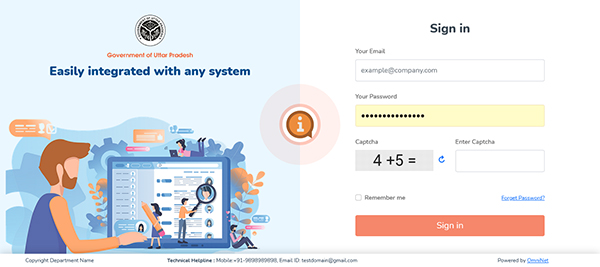 Government of Uttar Pradesh
Easily integrated with any system
Sign in
Your Email
example@company.com
Your Password
Captcha
Enter Captcha
4 +5 =
Remember me
Forget Password?
Sign in
Copyright Department Name
Technical Helpline : Mobile:+91-9898989898, Email ID: testdomain@gmail.com
Powered by OmniNet